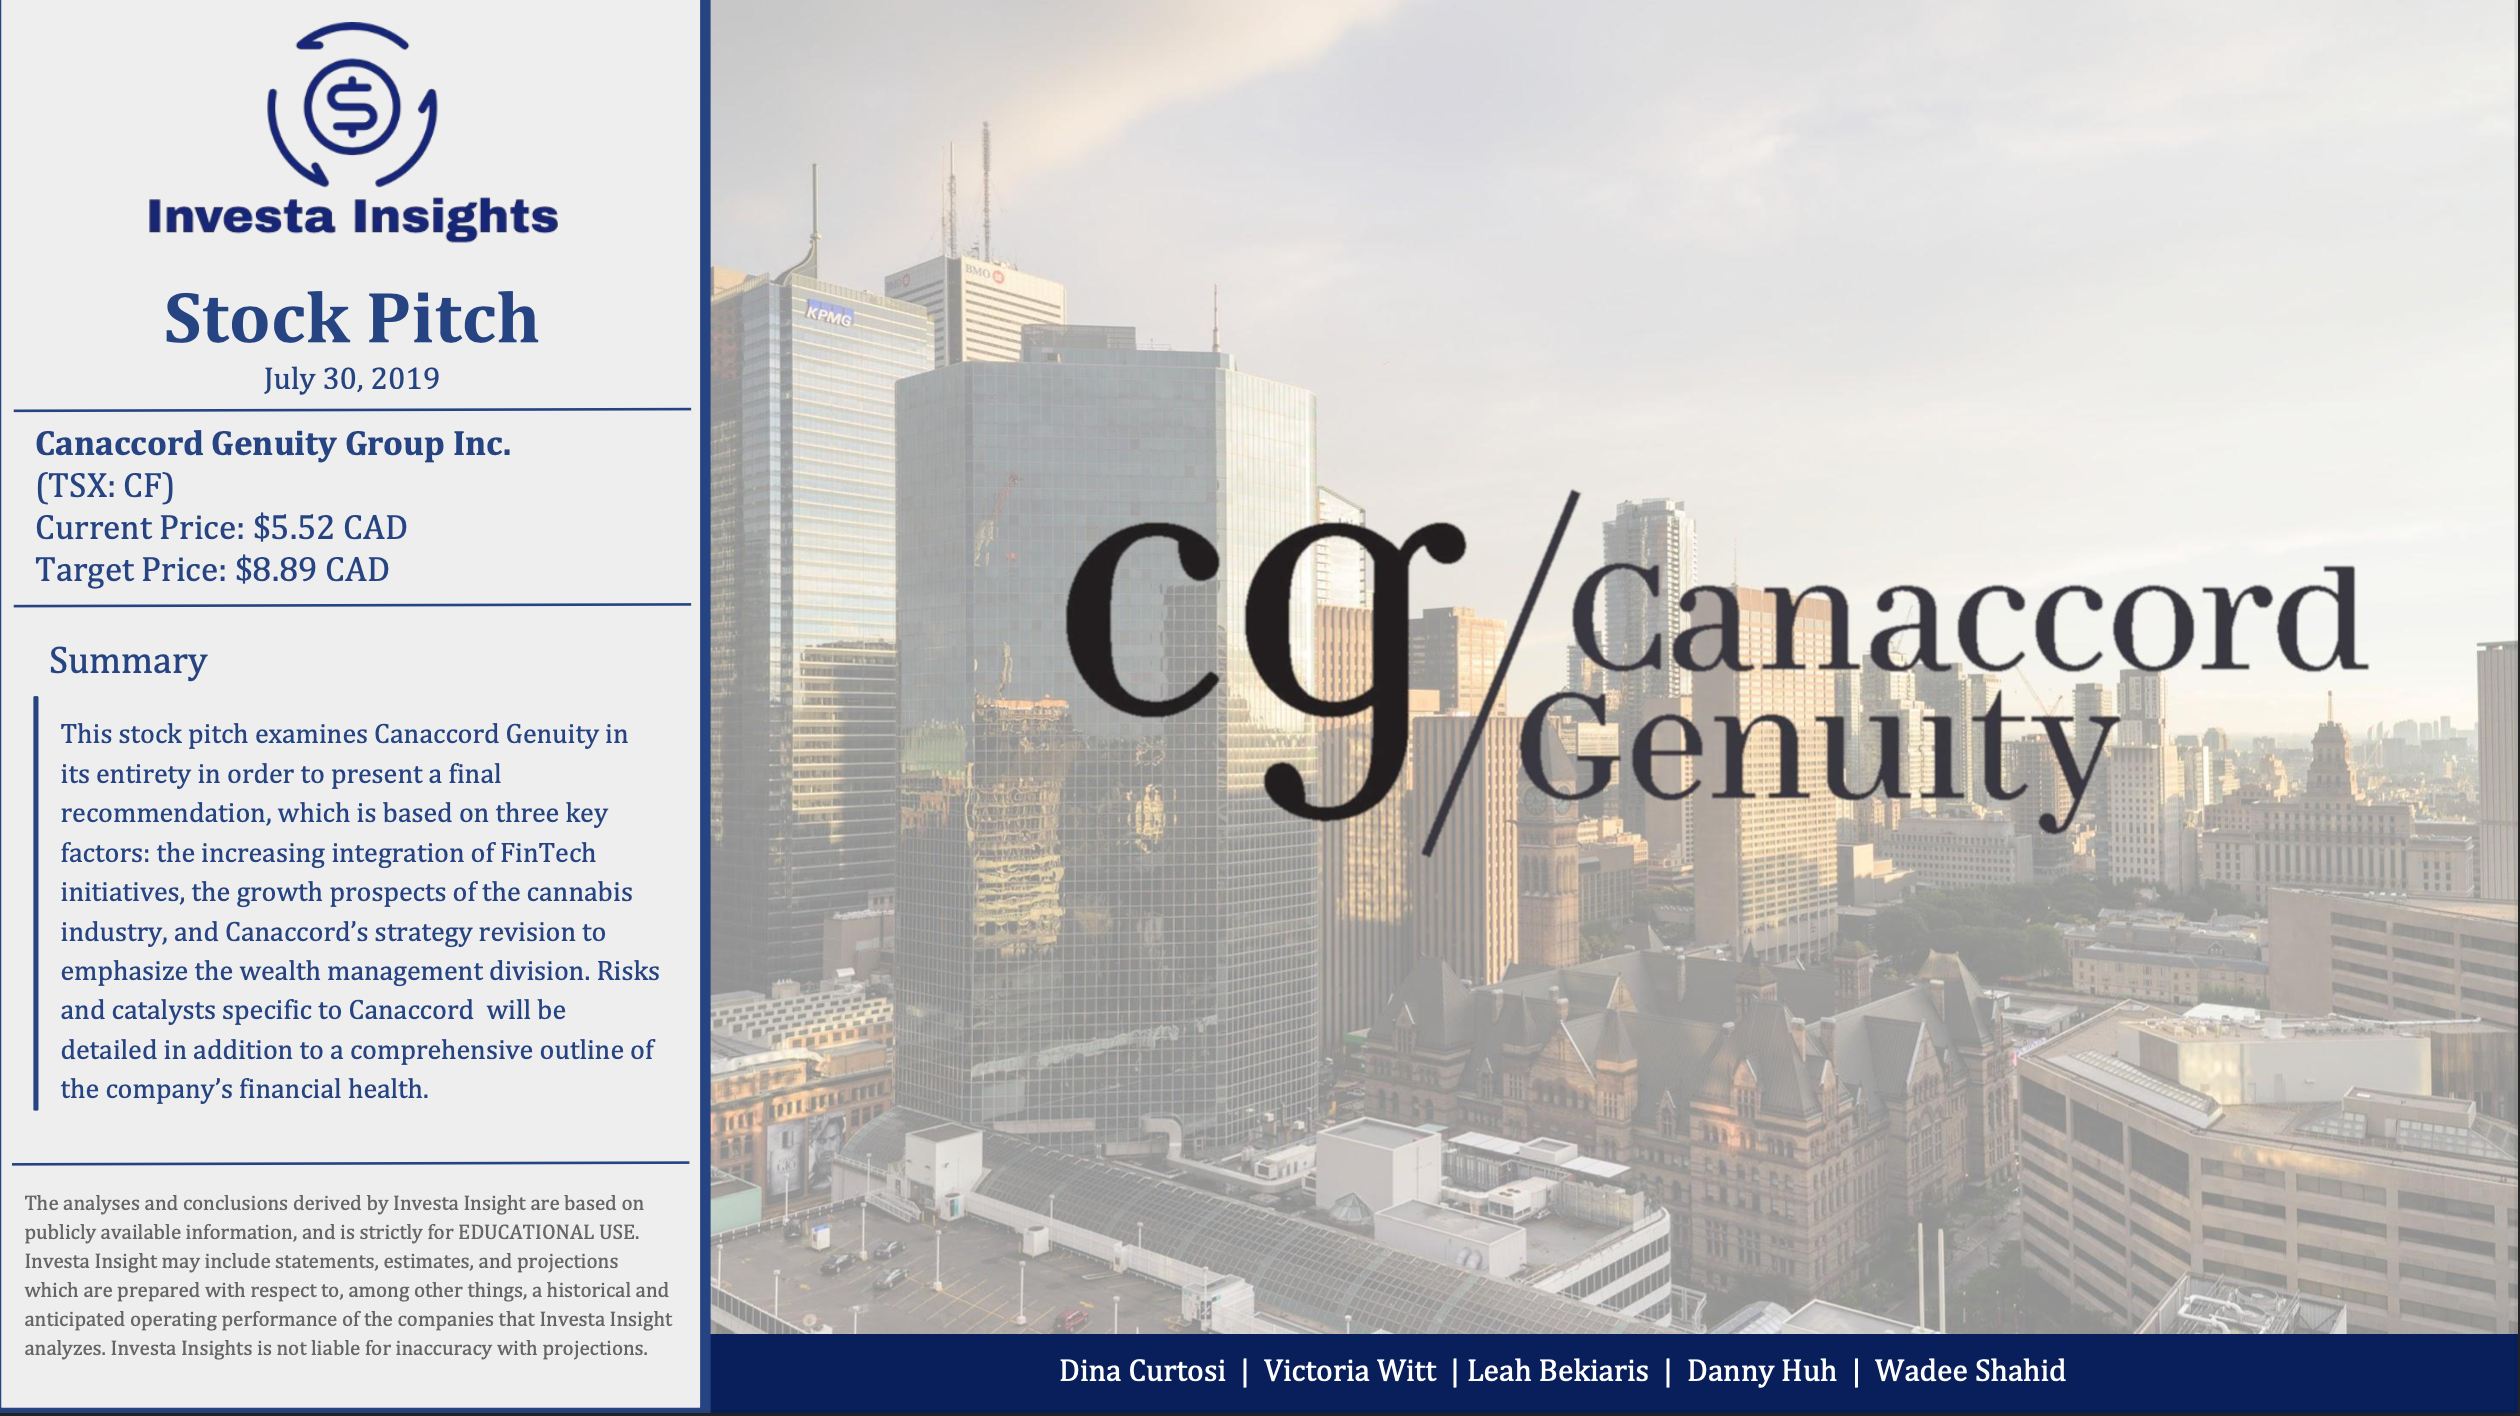 Investa Insights
Stock Pitch
July 30, 2019
Canaccord Genuity Group Inc.
(TSX: CF)
Current Price: $5.52 CAD
Target Price: $8.89 CAD
Summary
This stock pitch examines Canaccord Genuity in
its entirety in order to present a final
recommendation, which is based on three key
factors: the increasing integration of FinTech
initiatives, the growth prospects of the cannabis
industry, and Canaccord’s strategy revision to
emphasize the wealth management division. Risks
and catalysts specific to Canaccord  will be
detailed in addition to a comprehensive outline of
the company’s financial health.
The analyses and conclusions derived by Investa Insight are based on
publicly available information, and is strictly for EDUCATIONAL USE.
Investa Insight may include statements, estimates, and projections
which are prepared with respect to, among other things, a historical and
anticipated operating performance of the companies that Investa Insight
analyzes. Investa Insights is not liable for inaccuracy with projections.
KPMG
BMO
cg/Canaccord
Genuity
Dina Curtosi | Victoria Witt | Leah Bekiaris | Danny Huh | Wadee Shahid